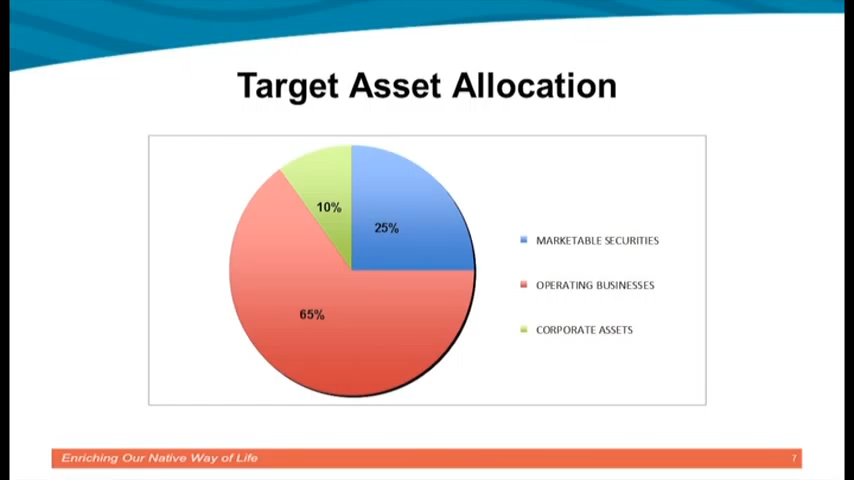 Target Asset Allocation
10%
25%
65%
MARKETABLE SECURITIES
OPERATING BUSINESSES
CORPORATE ASSETS
Enriching Our Native Way of Life
7